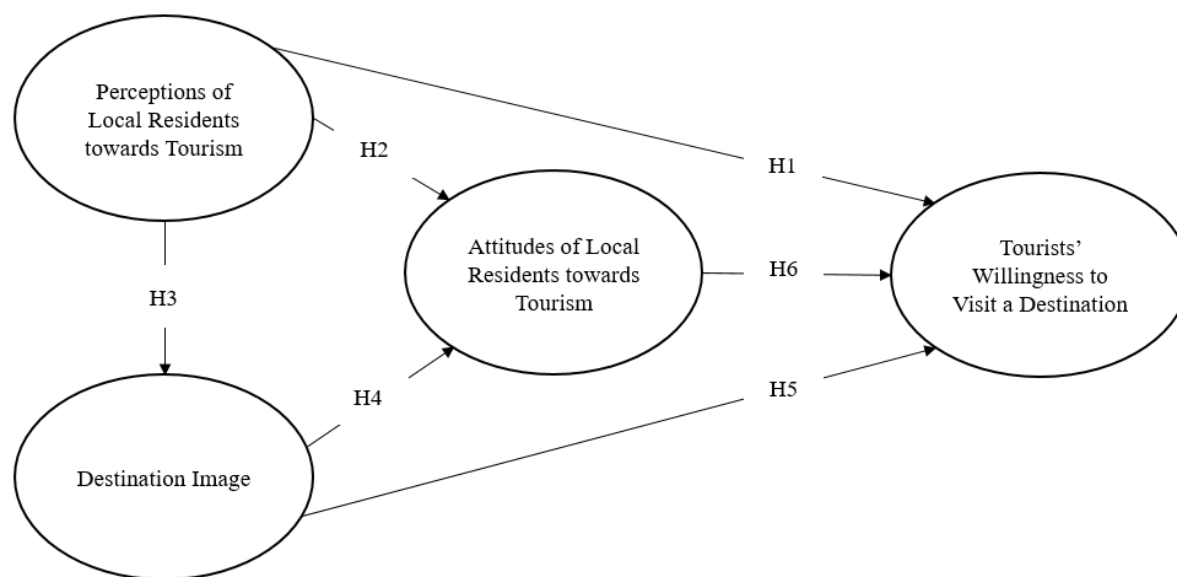 Perceptions of
Local Residents
towards Tourism
H2
H1
Attitudes of Local
Residents towards
Tourism
H6
Tourists’
Willingness to
Visit a Destination
H3
H4
H5
Destination Image